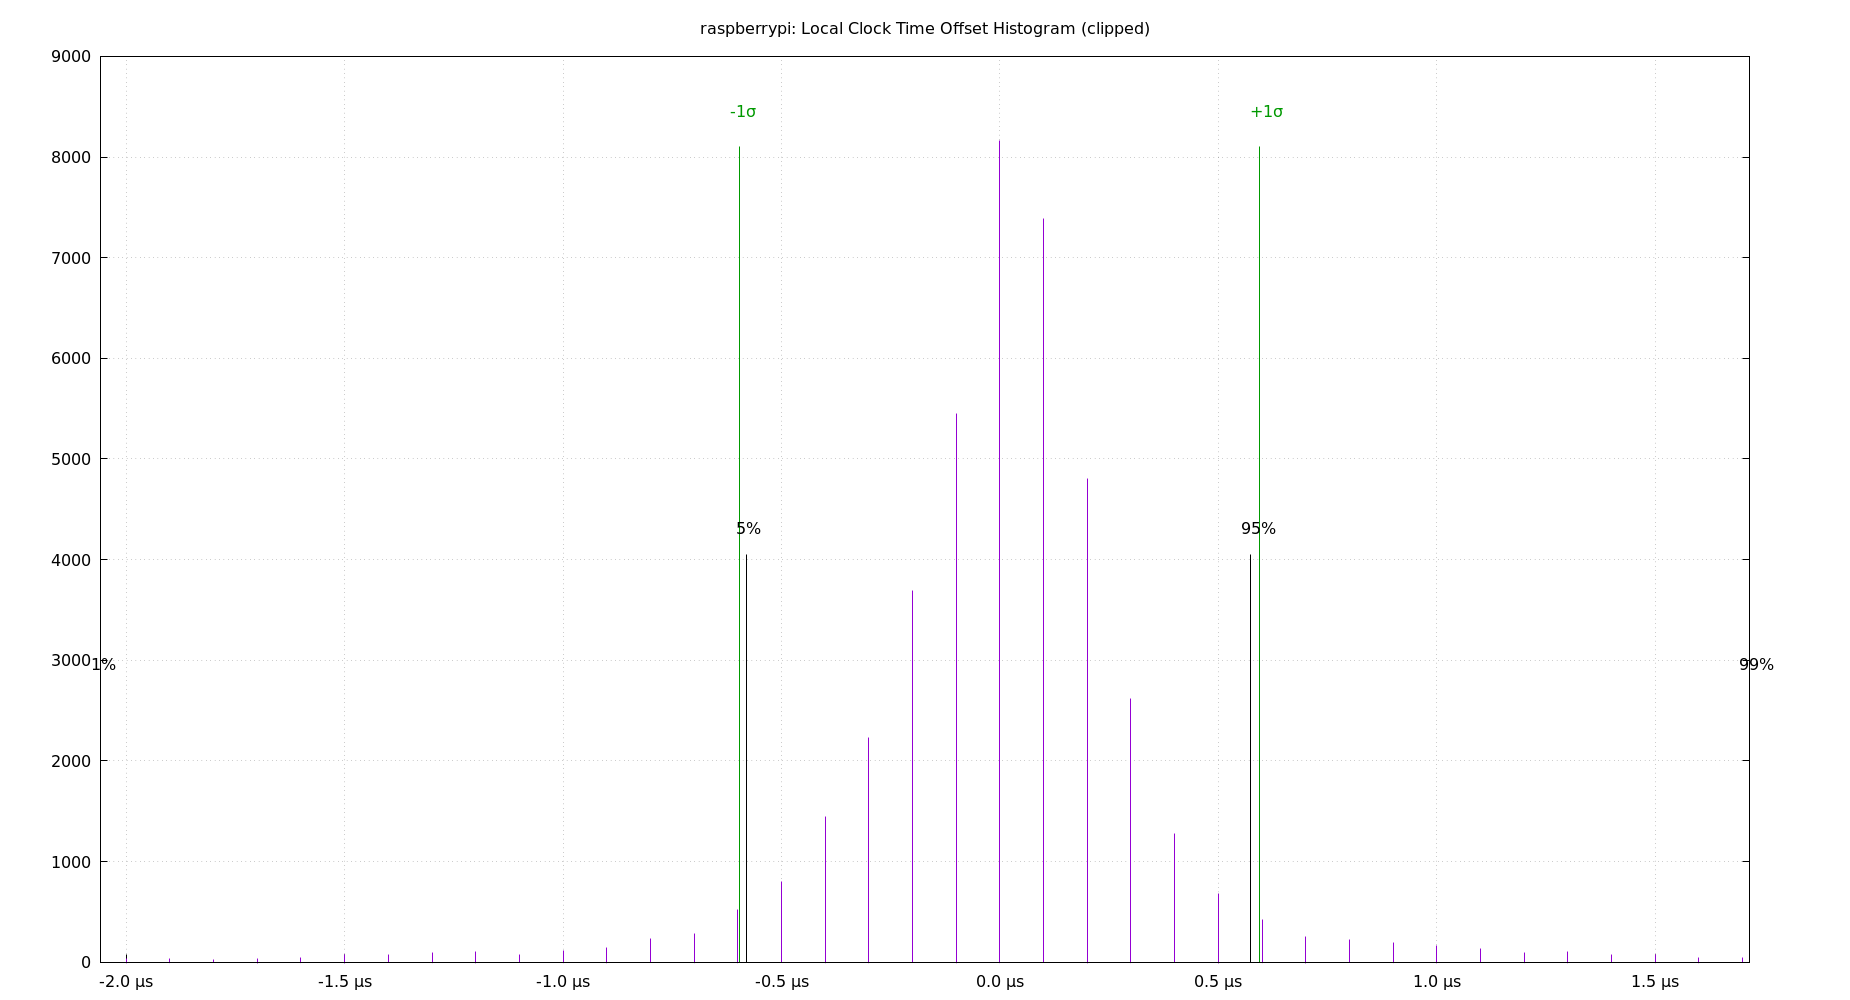 raspberrypi: Local Clock Time Offset Histogram (clipped)
9000
-1σ +1σ
8000
7000
6000
5000
5% 95%
4000
3000 1% 99%
2000
1000
0
-2.0 µs -1.5 µs -1.0 µs -0.5 µs 0.0 µs 0.5 µs 1.0 µs 1.5 µs